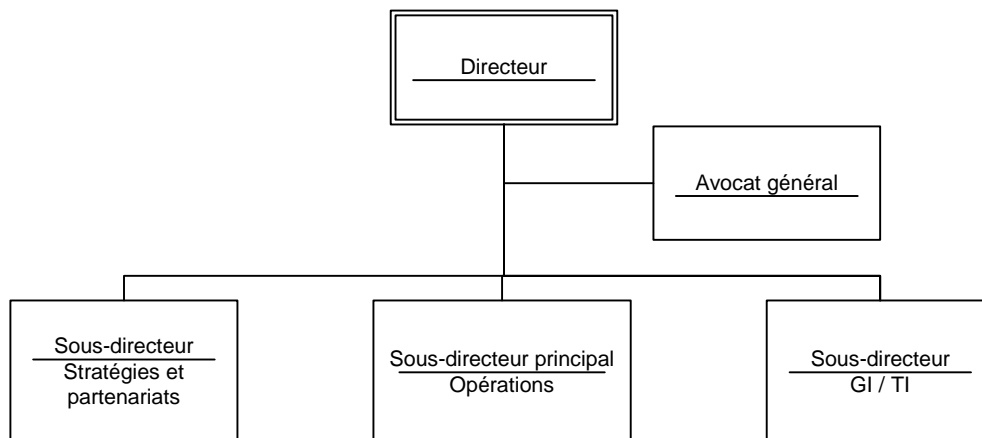 Directeur
Avocat général
Sous-directeur
Stratégies et
partenariats
Sous-directeur principal
Opérations
Sous-directeur
GI / TI